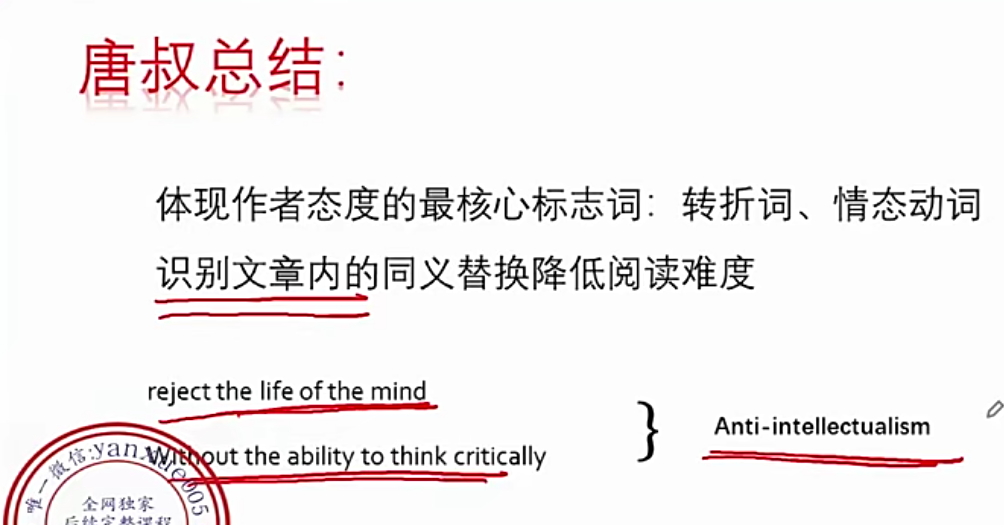 唐叔总结：
体现作者态度的最核心标志词：转折词、情态动词
识别文章内的同义替换降低阅读难度
reject the life of the mind
Without the ability to think critically
} Anti-intellectualism
唯一微信:yanxue005
全网独家
后续完整课程